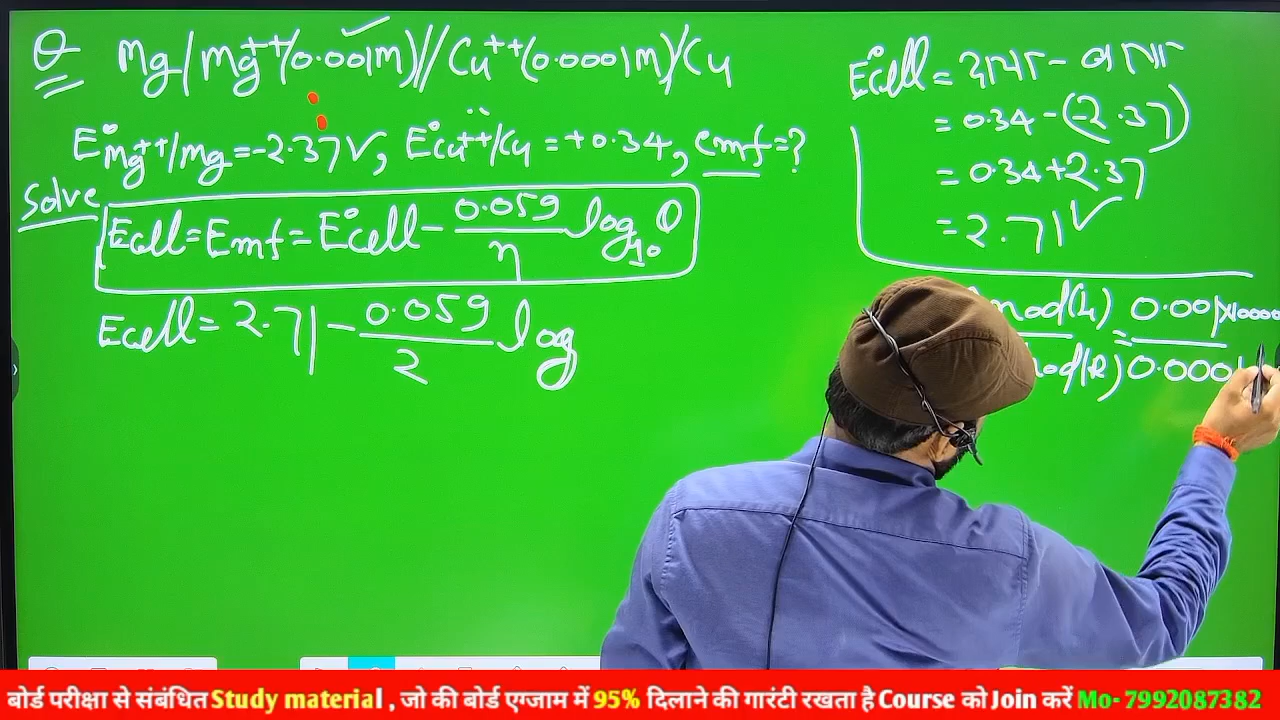 Q Mg/Mg++(0.001M)//Cu++(0.0001M)/Cu
E°Mg++/Mg=-2.37V, E°Cu++/Cu=+0.34, emf=?
Solve
Ecell=Emf=E°cell-0.059/n log10Q
Ecell=2.71-0.059/2 log
E°cell=दायां-बायां
=0.34-(-2.37)
=0.34+2.37
=2.71V
0.001×10000
0.0001
बोर्ड परीक्षा से संबंधित Study material , जो की बोर्ड एग्जाम में 95% दिलाने की गारंटी रखता है Course को Join करें Mo- 7992087382